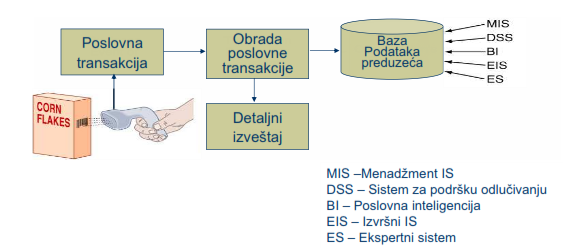 Poslovna
transakcija
Obrada
poslovne
transakcije
Baza
Podataka
preduzeća
MIS
DSS
BI
EIS
ES
CORN
FLAKES
Detaljni
izveštaj
MIS –Menadžment IS
DSS – Sistem za podršku odlučivanju
BI – Poslovna inteligencija
EIS – Izvršni IS
ES – Ekspertni sistem